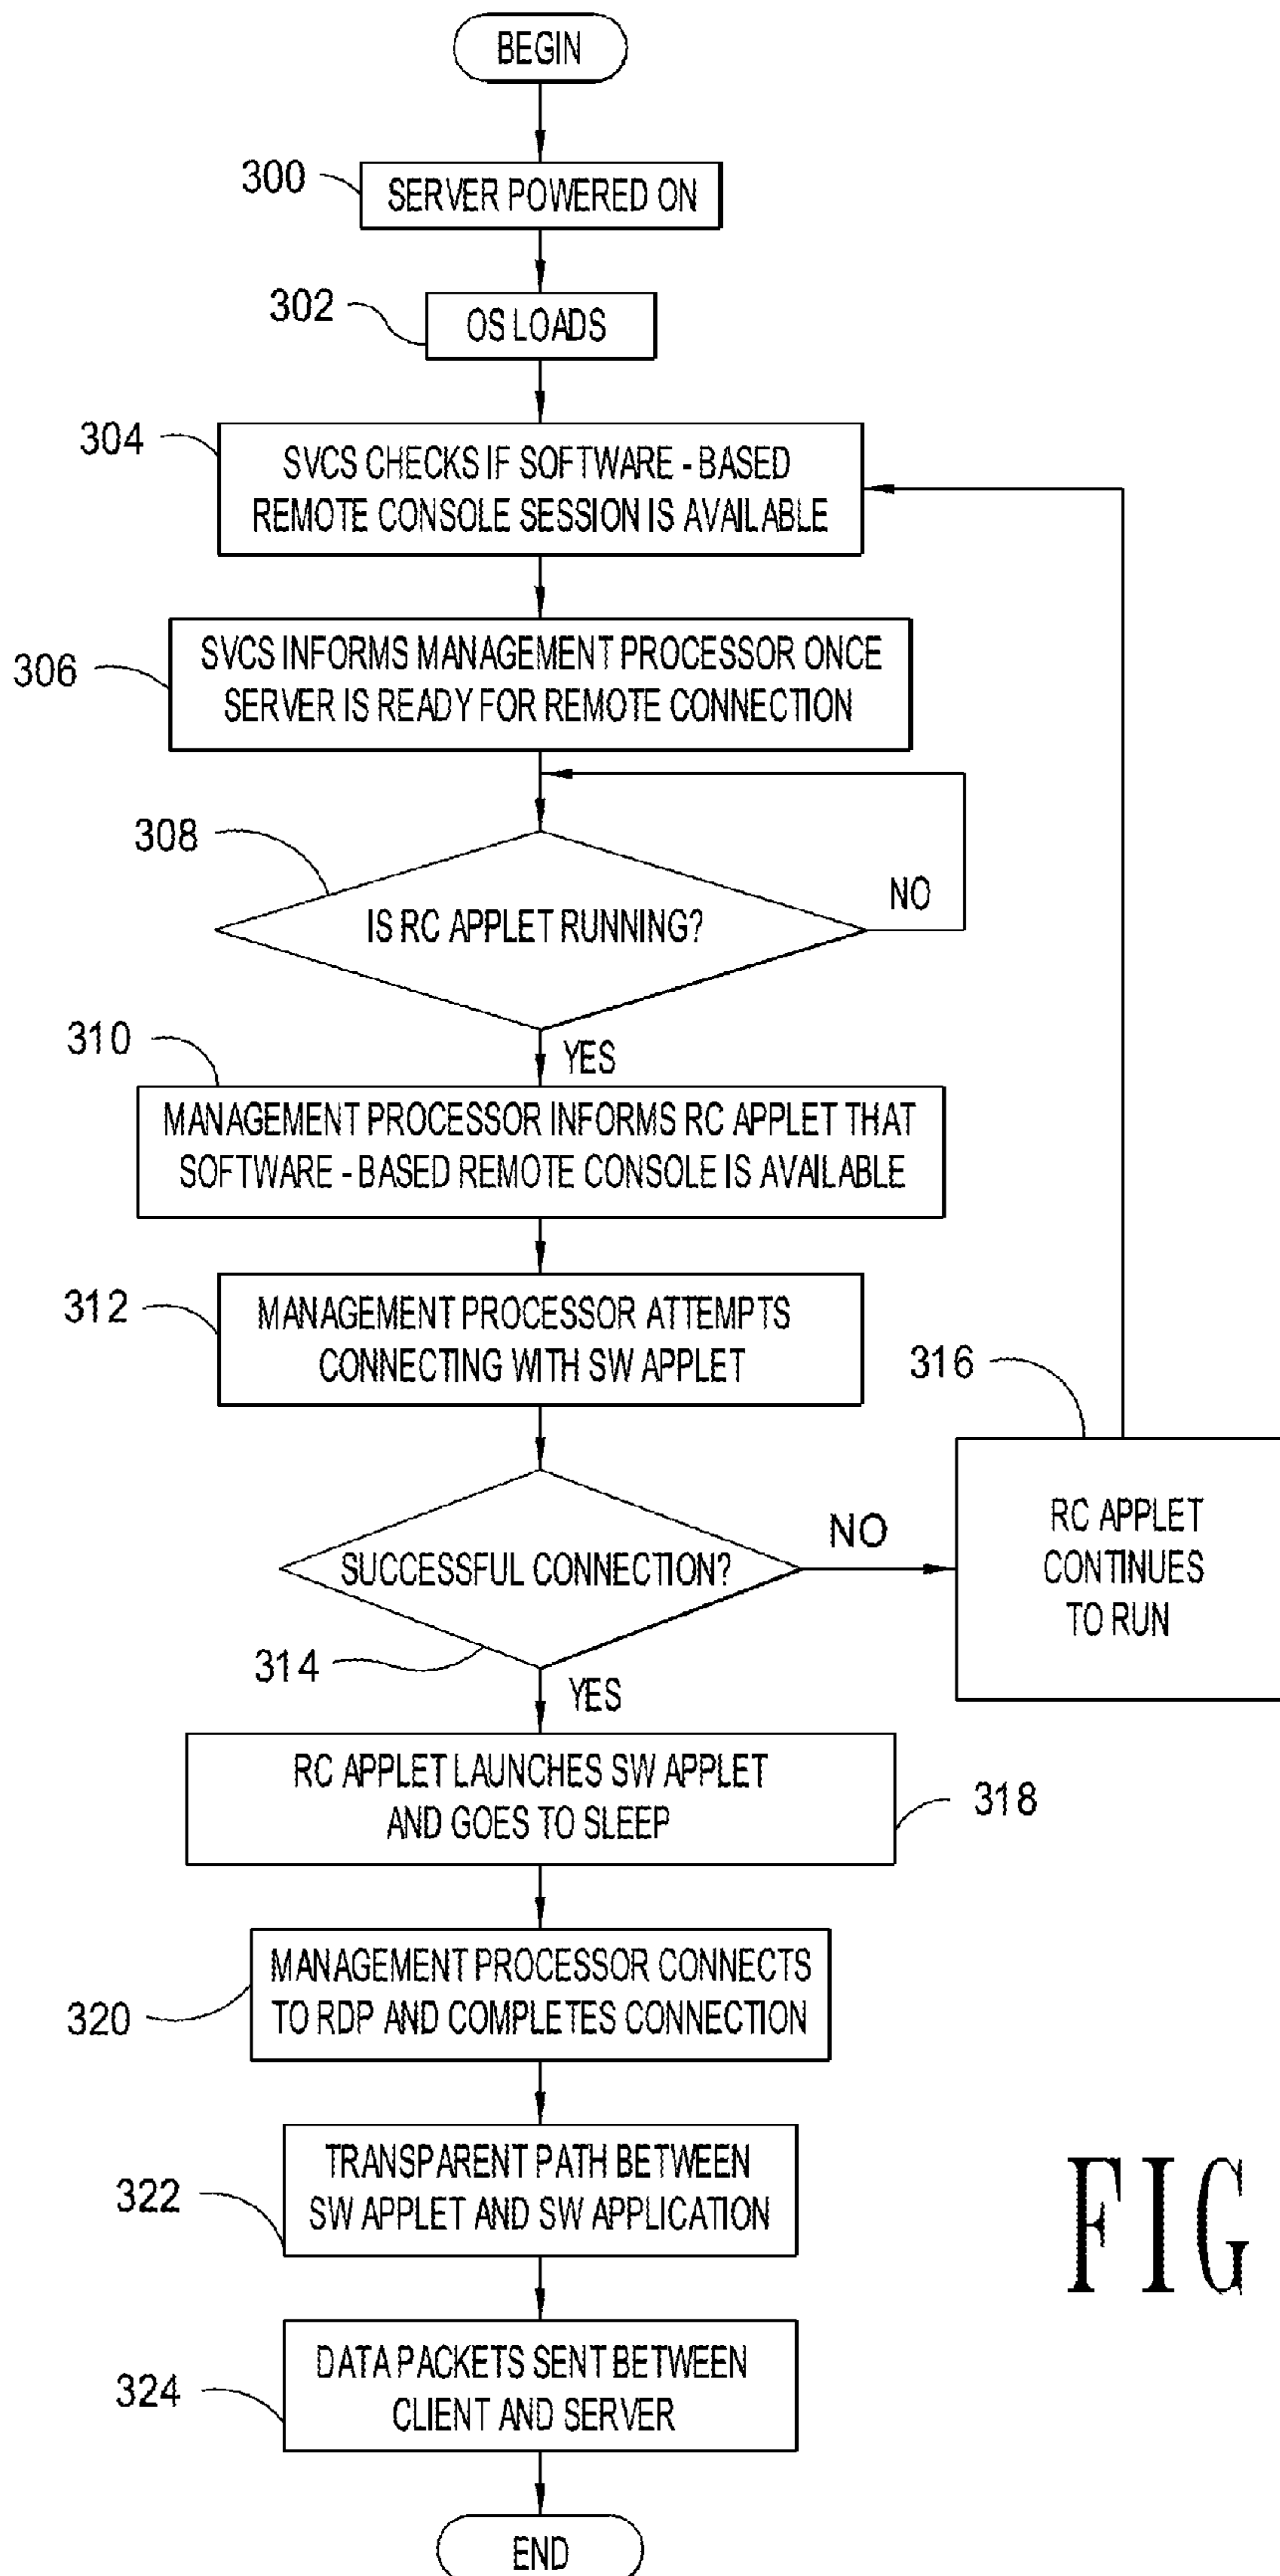 BEGIN
300
SERVER POWERED ON
302
OS LOADS
304
SVCS CHECKS IF SOFTWARE - BASED
REMOTE CONSOLE SESSION IS AVAILABLE
306
SVCS INFORMS MANAGEMENT PROCESSOR ONCE
SERVER IS READY FOR REMOTE CONNECTION
308
IS RC APPLET RUNNING?
NO
YES
310
MANAGEMENT PROCESSOR INFORMS RC APPLET THAT
SOFTWARE - BASED REMOTE CONSOLE IS AVAILABLE
312
MANAGEMENT PROCESSOR ATTEMPTS
CONNECTING WITH SW APPLET
314
SUCCESSFUL CONNECTION?
NO
316
RC APPLET
CONTINUES
TO RUN
YES
RC APPLET LAUNCHES SW APPLET
AND GOES TO SLEEP
318
320
MANAGEMENT PROCESSOR CONNECTS
TO RDP AND COMPLETES CONNECTION
322
TRANSPARENT PATH BETWEEN
SW APPLET AND SW APPLICATION
FIG
324
DATA PACKETS SENT BETWEEN
CLIENT AND SERVER
END